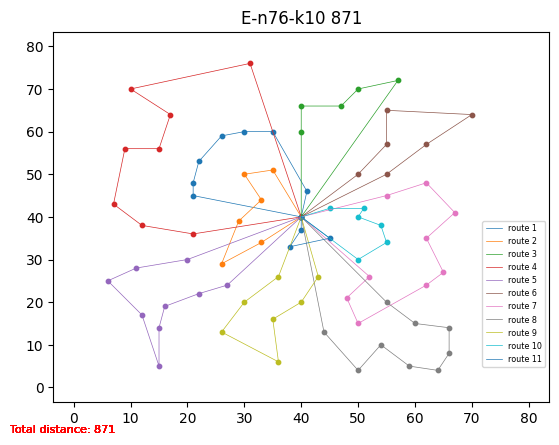 E-n76-k10 871
80
70
60
50
40
30
20
10
0
0 10 20 30 40 50 60 70 80
route 1
route 2
route 3
route 4
route 5
route 6
route 7
route 8
route 9
route 10
route 11
Total distance: 871